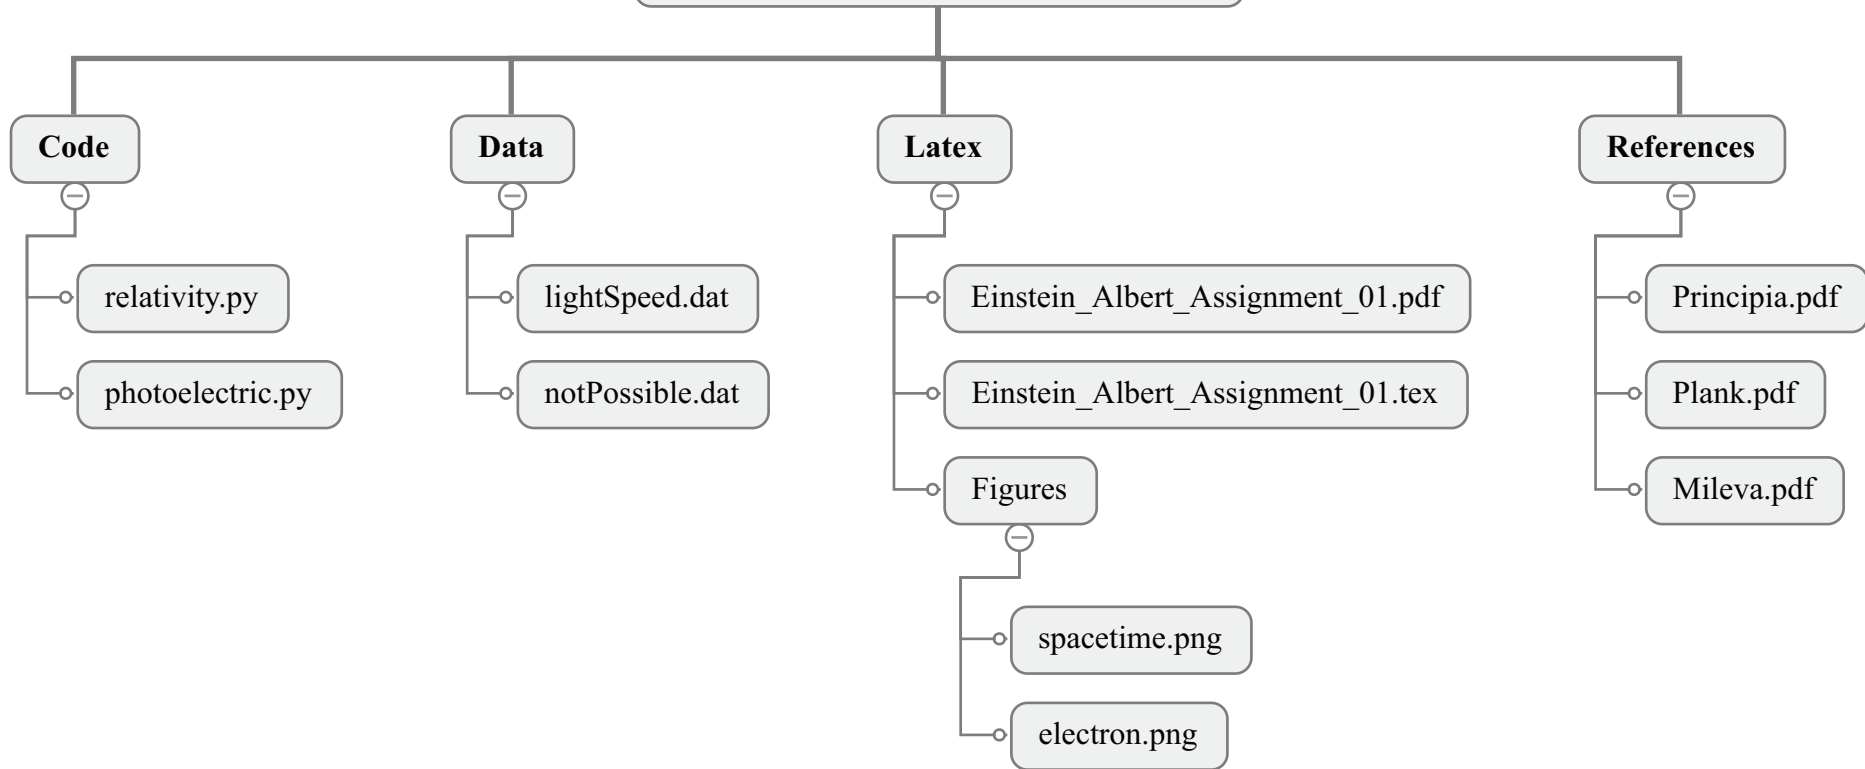 Code
Data
Latex
References
relativity.py
photoelectric.py
lightSpeed.dat
notPossible.dat
Einstein_Albert_Assignment_01.pdf
Einstein_Albert_Assignment_01.tex
Figures
spacetime.png
electron.png
Principia.pdf
Plank.pdf
Mileva.pdf